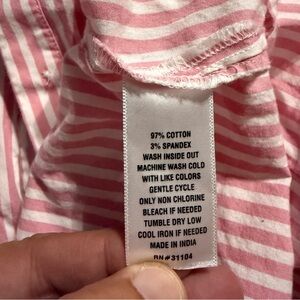 97% COTTON
3% SPANDEX
WASH INSIDE OUT
MACHINE WASH COLD
WITH LIKE COLORS
GENTLE CYCLE
ONLY NON CHLORINE
BLEACH IF NEEDED
TUMBLE DRY LOW
COOL IRON IF NEEDED
MADE IN INDIA
RN#31104